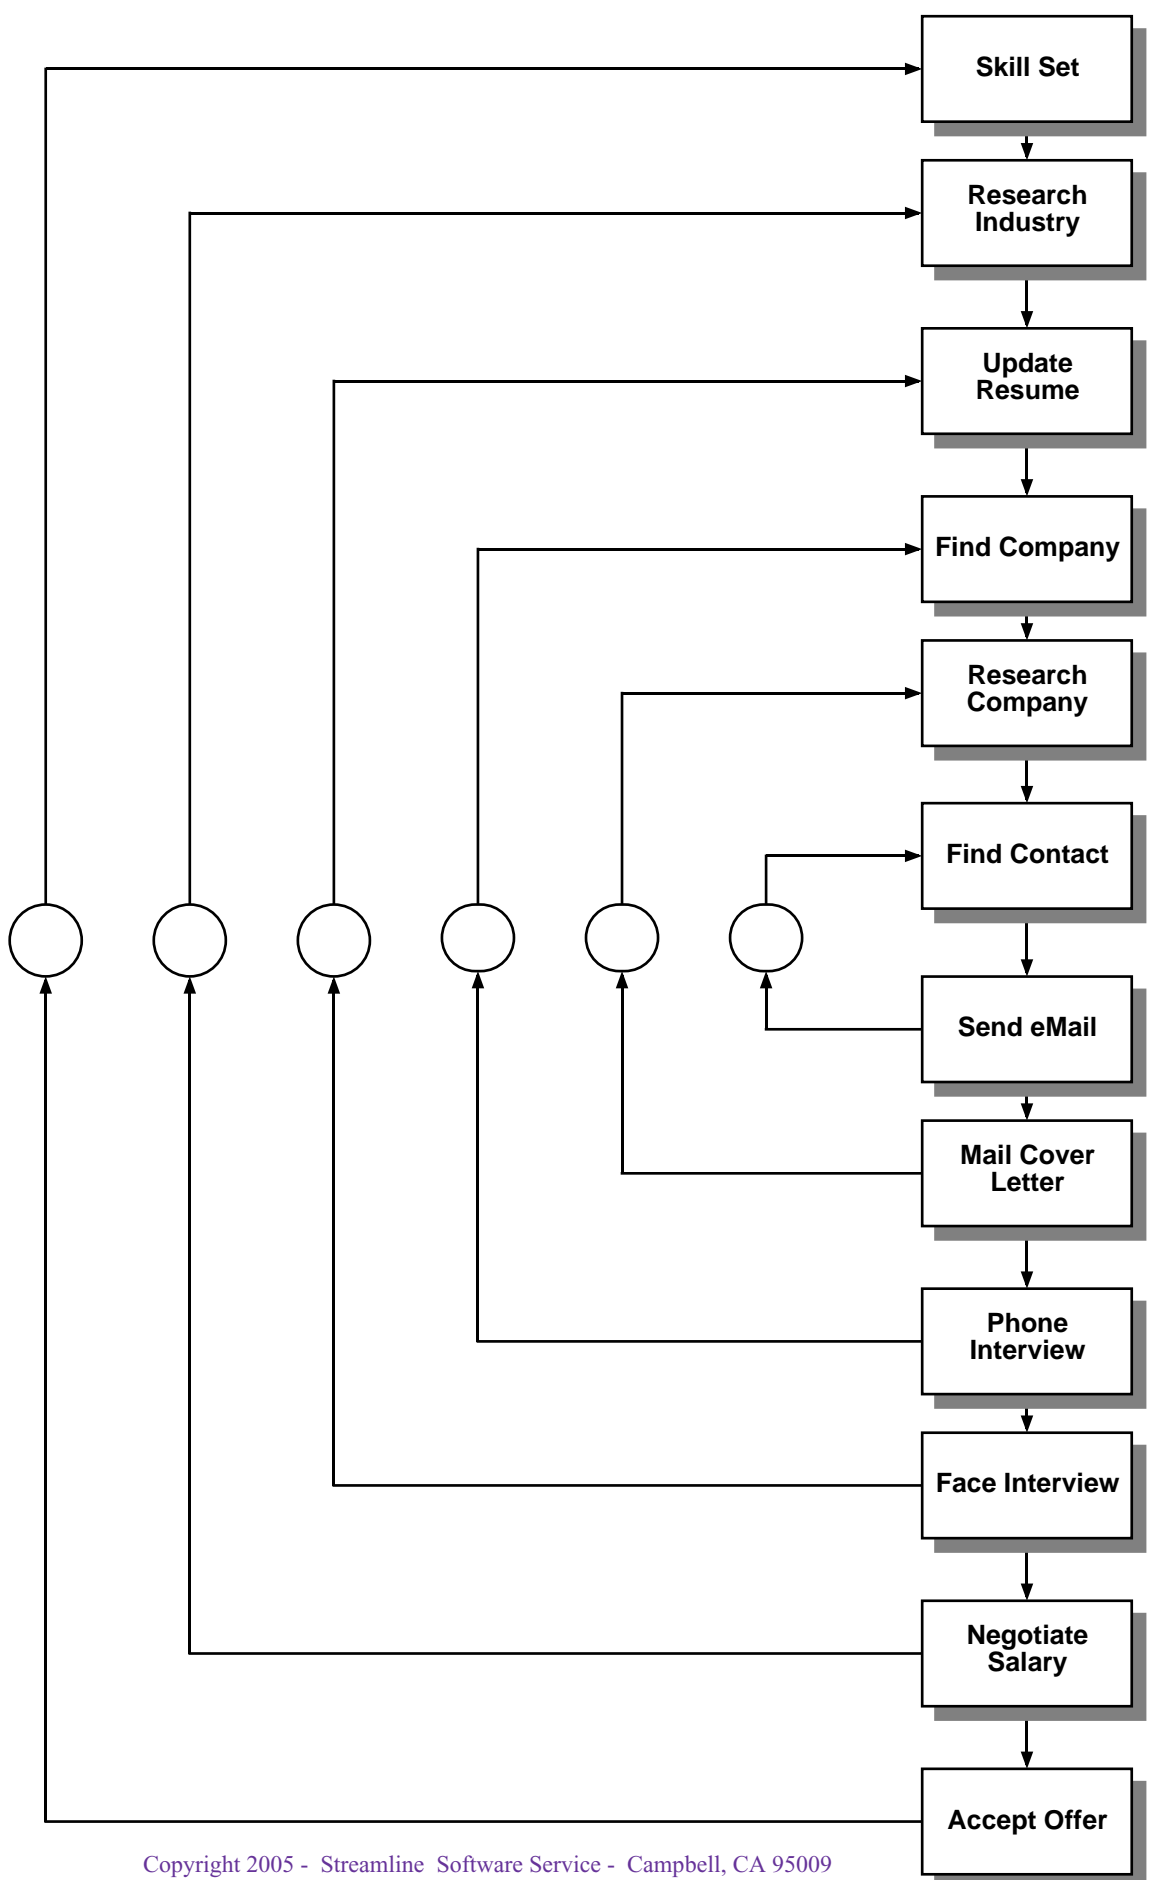 Skill Set
Research
Industry
Update
Resume
Find Company
Research
Company
Find Contact
Send eMail
Mail Cover
Letter
Phone
Interview
Face Interview
Negotiate
Salary
Accept Offer
Copyright 2005 - Streamline Software Service - Campbell, CA 95009